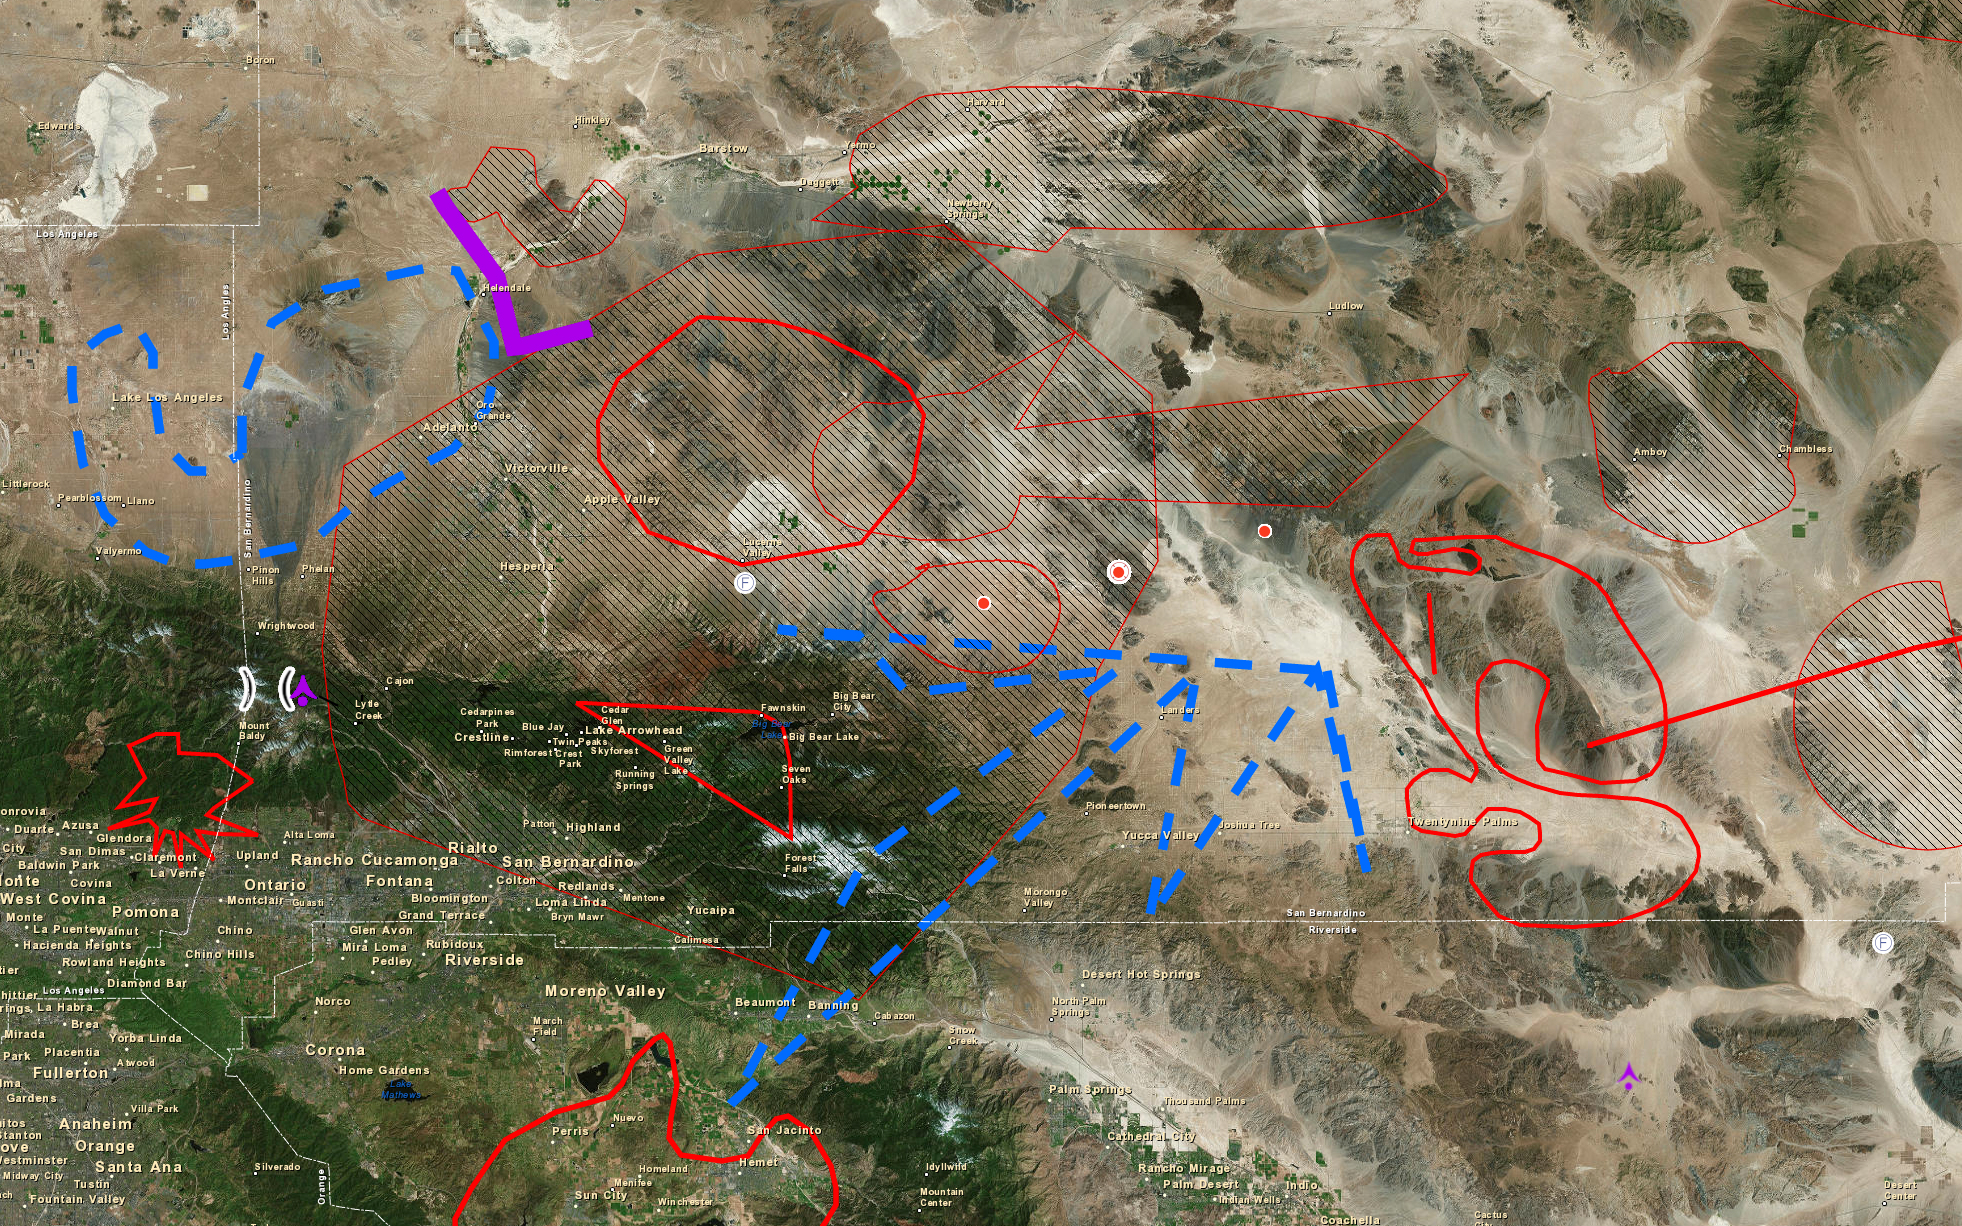 Boron
Harvard
Edwards
Hinkley
Barstow
Yermo
Daggett
Newberry
Springs
Los Angeles
Los Angles
Helendale
Ludlow
Lake Los Angeles
Oro
Grande
Adelanto
Victorville
Amboy
Chambless
Littlerock
Pearblossom
Llano
Apple Valley
San Bernardino
Valyermo
Lucerne
Valley
Pinon
Hills
Phelan
Hesperia
F
Wrightwood
Cajon
Lytle
Creek
Mount
Baldy
Cedarpines
Park
Crestline
Blue Jay
Cedar
Glen
Lake Arrowhead
Twin Peaks
Rimforest
Crest
Park
Skyforest
Green
Valley
Lake
Running
Springs
Fawnskin
Big Bear
City
Big Bear
Lake
Big Bear Lake
Seven
Oaks
Landers
Pioneertown
Yucca Valley
Joshua Tree
Twentynine Palms
onrovia
Duarte
Azusa
Glendora
City
San Dimas
Baldwin Park
Claremont
La Verne
Covina
West Covina
Alta Loma
Upland
Rancho Cucamonga
Rialto
Patton
Highland
San Bernardino
Forest
Falls
Ontario
Fontana
Colton
Redlands
Montclair
Guasti
Bloomington
Loma Linda
Mentone
Bryn Mawr
Grand Terrace
Yucaipa
Calimesa
Morongo
Valley
San Bernardino
Riverside
Pomona
Monte
La Puente
Walnut
Hacienda Heights
Chino
Chino Hills
Glen Avon
Mira Loma
Rubidoux
Pedley
Riverside
Rowland Heights
Diamond Bar
Los Angeles
F
Desert Hot Springs
North Palm
Springs
Moreno Valley
Beaumont
Banning
Cabazon
Snow
Creek
March
Field
Norco
La Habra
Brea
Mirada
Yorba Linda
Park
Placentia
Atwood
Fullerton
Corona
Home Gardens
Lake
Mathews
Gardens
Villa Park
Anaheim
Orange
Santa Ana
Midway City
Tustin
Fountain Valley
Silverado
Orange
Nuevo
Perris
San Jacinto
Hemet
Homeland
Menifee
Sun City
Winchester
Idyllwild
Mountain
Center
Palm Springs
Thousand Palms
Cathedral City
Rancho Mirage
Palm Desert
Indio
Indian Wells
Coachella
Cactus
City
Desert
Center